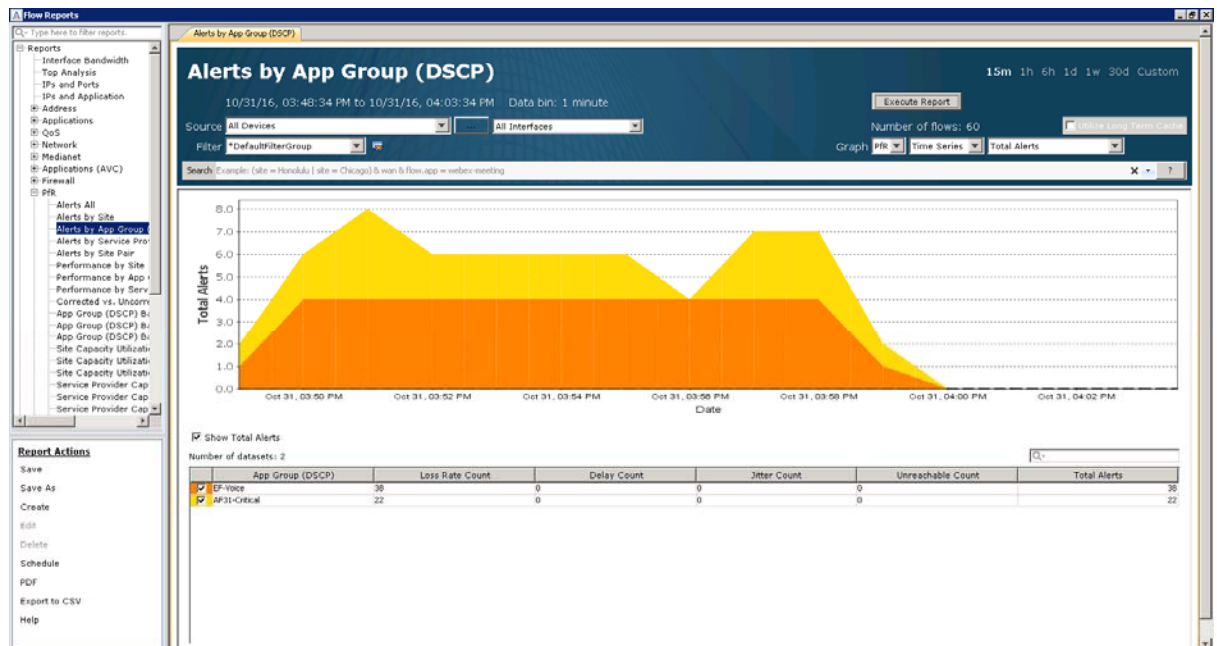 Flow Reports
Type here to filter reports.
Reports
Interface Bandwidth
Top Analysis
IPs and Ports
IPs and Application
Address
Applications
QoS
Network
Medianet
Applications (AVC)
Firewall
PfR
Alerts All
Alerts by Site
Alerts by App Group (
Alerts by Service Pro
Alerts by Site Pair
Performance by Site
Performance by App
Performance by Serv
Corrected vs. Uncorre
App Group (DSCP) Ba
App Group (DSCP) Ba
App Group (DSCP) Ba
Site Capacity Utilizati
Site Capacity Utilizati
Site Capacity Utilizati
Service Provider Cap
Service Provider Cap
Service Provider Cap
Report Actions
Save
Save As
Create
Edit
Delete
Schedule
PDF
Export to CSV
Help
Alerts by App Group (DSCP)
Alerts by App Group (DSCP)
15m 1h 6h 1d 1w 30d Custom
10/31/16, 03:48:34 PM to 10/31/16, 04:03:34 PM Data bin: 1 minute
Execute Report
Source All Devices ... All Interfaces
Number of flows: 60
Utilize Long Term Cache
Filter *DefaultFilterGroup
Graph PfR Time Series Total Alerts
Search Example: (site = Honolulu | site = Chicago) & wan & flow.app = webex-meeting X ?
Total Alerts
8.0
7.0
6.0
5.0
4.0
3.0
2.0
1.0
0.0
Oct 31, 03:50 PM Oct 31, 03:52 PM Oct 31, 03:54 PM Oct 31, 03:56 PM Oct 31, 03:58 PM Oct 31, 04:00 PM Oct 31, 04:02 PM
Date
Show Total Alerts
Number of datasets: 2
App Group (DSCP) Loss Rate Count Delay Count Jitter Count Unreachable Count Total Alerts
EF-Voice 38 0 0 0 38
AF31-Critical 22 0 0 0 22